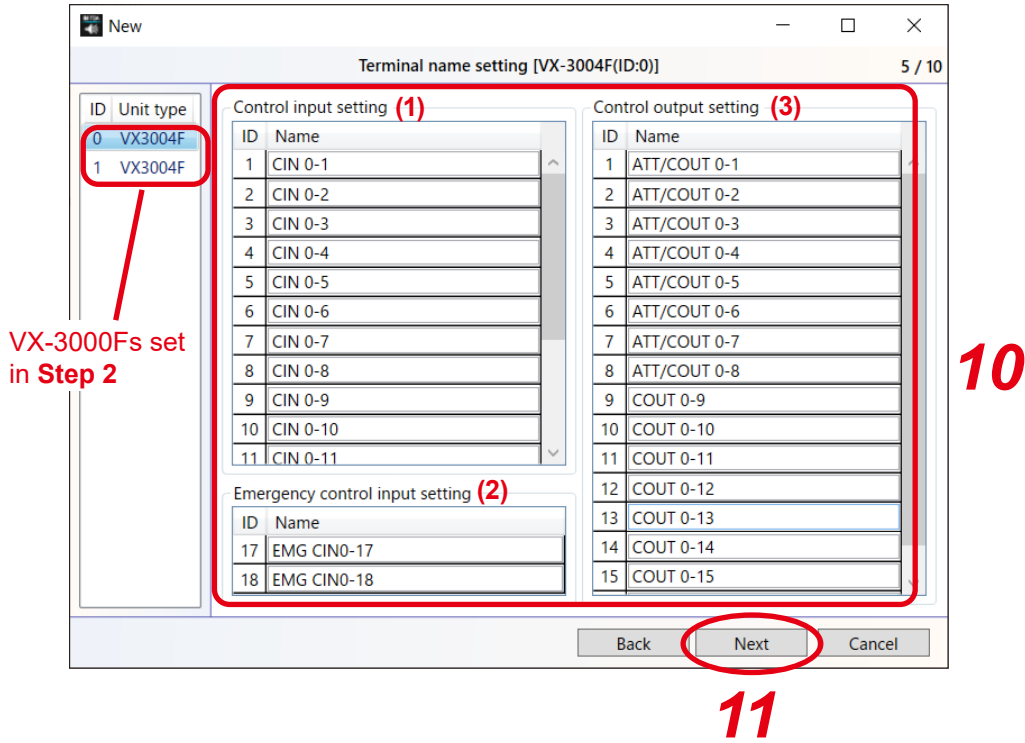 New
Terminal name setting [VX-3004F(ID:0)] 5 / 10
ID Unit type
0 VX3004F
1 VX3004F
VX-3000Fs set
in Step 2
Control input setting (1)
ID Name
1 CIN 0-1
2 CIN 0-2
3 CIN 0-3
4 CIN 0-4
5 CIN 0-5
6 CIN 0-6
7 CIN 0-7
8 CIN 0-8
9 CIN 0-9
10 CIN 0-10
11 CIN 0-11
Emergency control input setting (2)
ID Name
17 EMG CIN0-17
18 EMG CIN0-18
Control output setting (3)
ID Name
1 ATT/COUT 0-1
2 ATT/COUT 0-2
3 ATT/COUT 0-3
4 ATT/COUT 0-4
5 ATT/COUT 0-5
6 ATT/COUT 0-6
7 ATT/COUT 0-7
8 ATT/COUT 0-8
9 COUT 0-9
10 COUT 0-10
11 COUT 0-11
12 COUT 0-12
13 COUT 0-13
14 COUT 0-14
15 COUT 0-15
10
Back Next Cancel
11